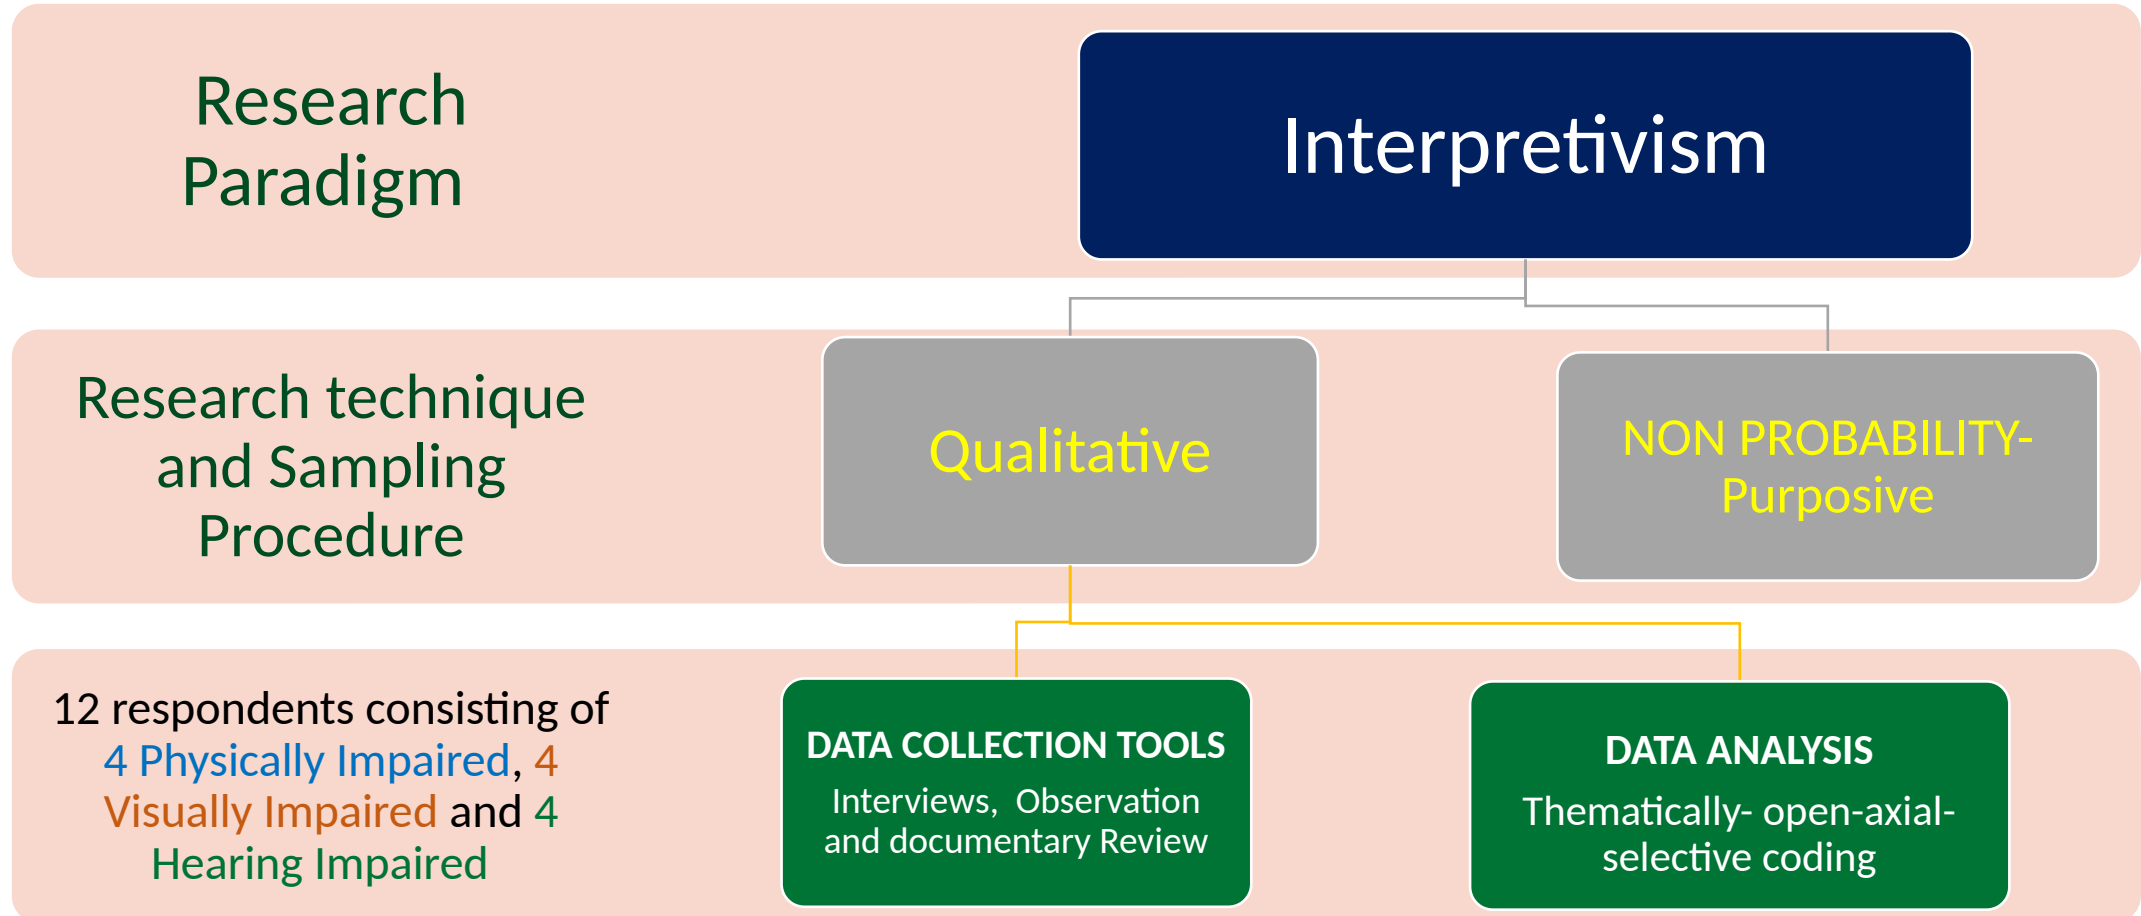 Research
Paradigm
Interpretivism
Research technique
and Sampling
Procedure
Qualitative
NON PROBABILITY-
Purposive
12 respondents consisting of
4 Physically Impaired, 4
Visually Impaired and 4
Hearing Impaired
DATA COLLECTION TOOLS
Interviews,  Observation
and documentary Review
DATA ANALYSIS
Thematically- open-axial-
selective coding